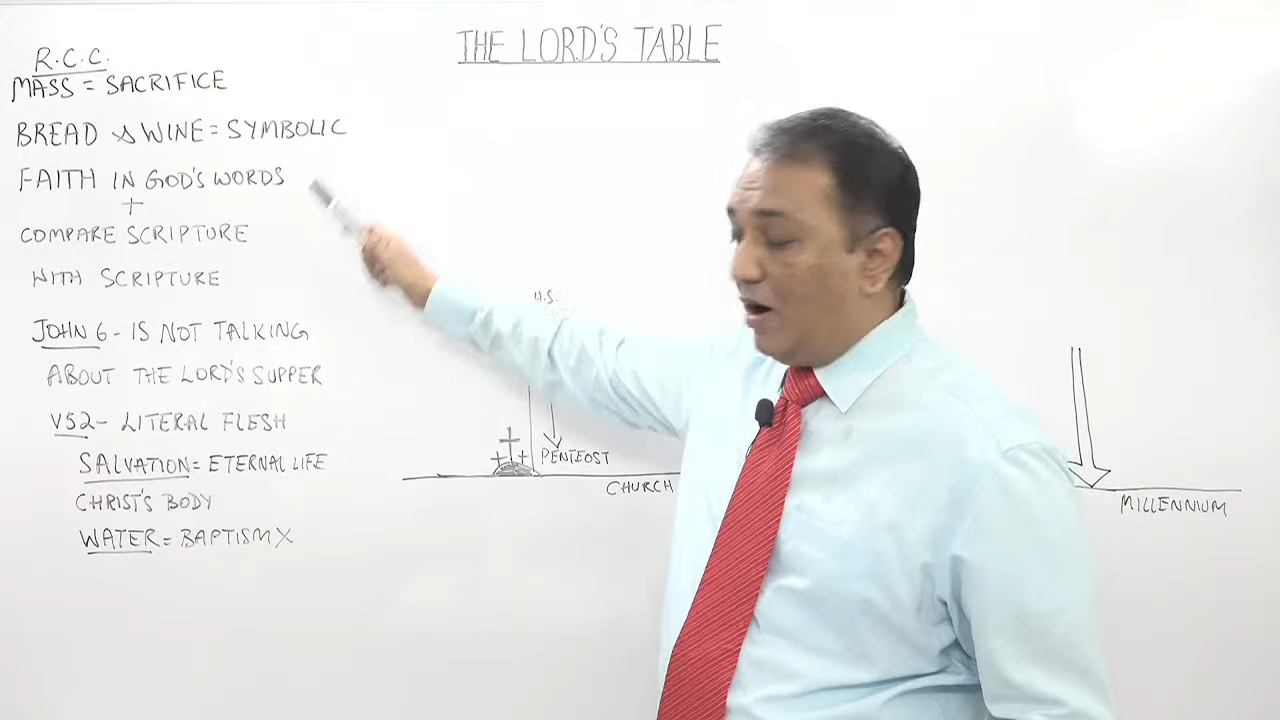 THE LORD'S TABLE
R.C.C.
MASS = SACRIFICE
BREAD & WINE = SYMBOLIC
FAITH IN GOD'S WORDS
+
COMPARE SCRIPTURE
WITH SCRIPTURE
JOHN 6 - IS NOT TALKING
ABOUT THE LORD'S SUPPER
V52 - LITERAL FLESH
SALVATION = ETERNAL LIFE
CHRIST'S BODY
WATER = BAPTISM X
H.S.
PENTEOST
CHURCH
MILLENNIUM